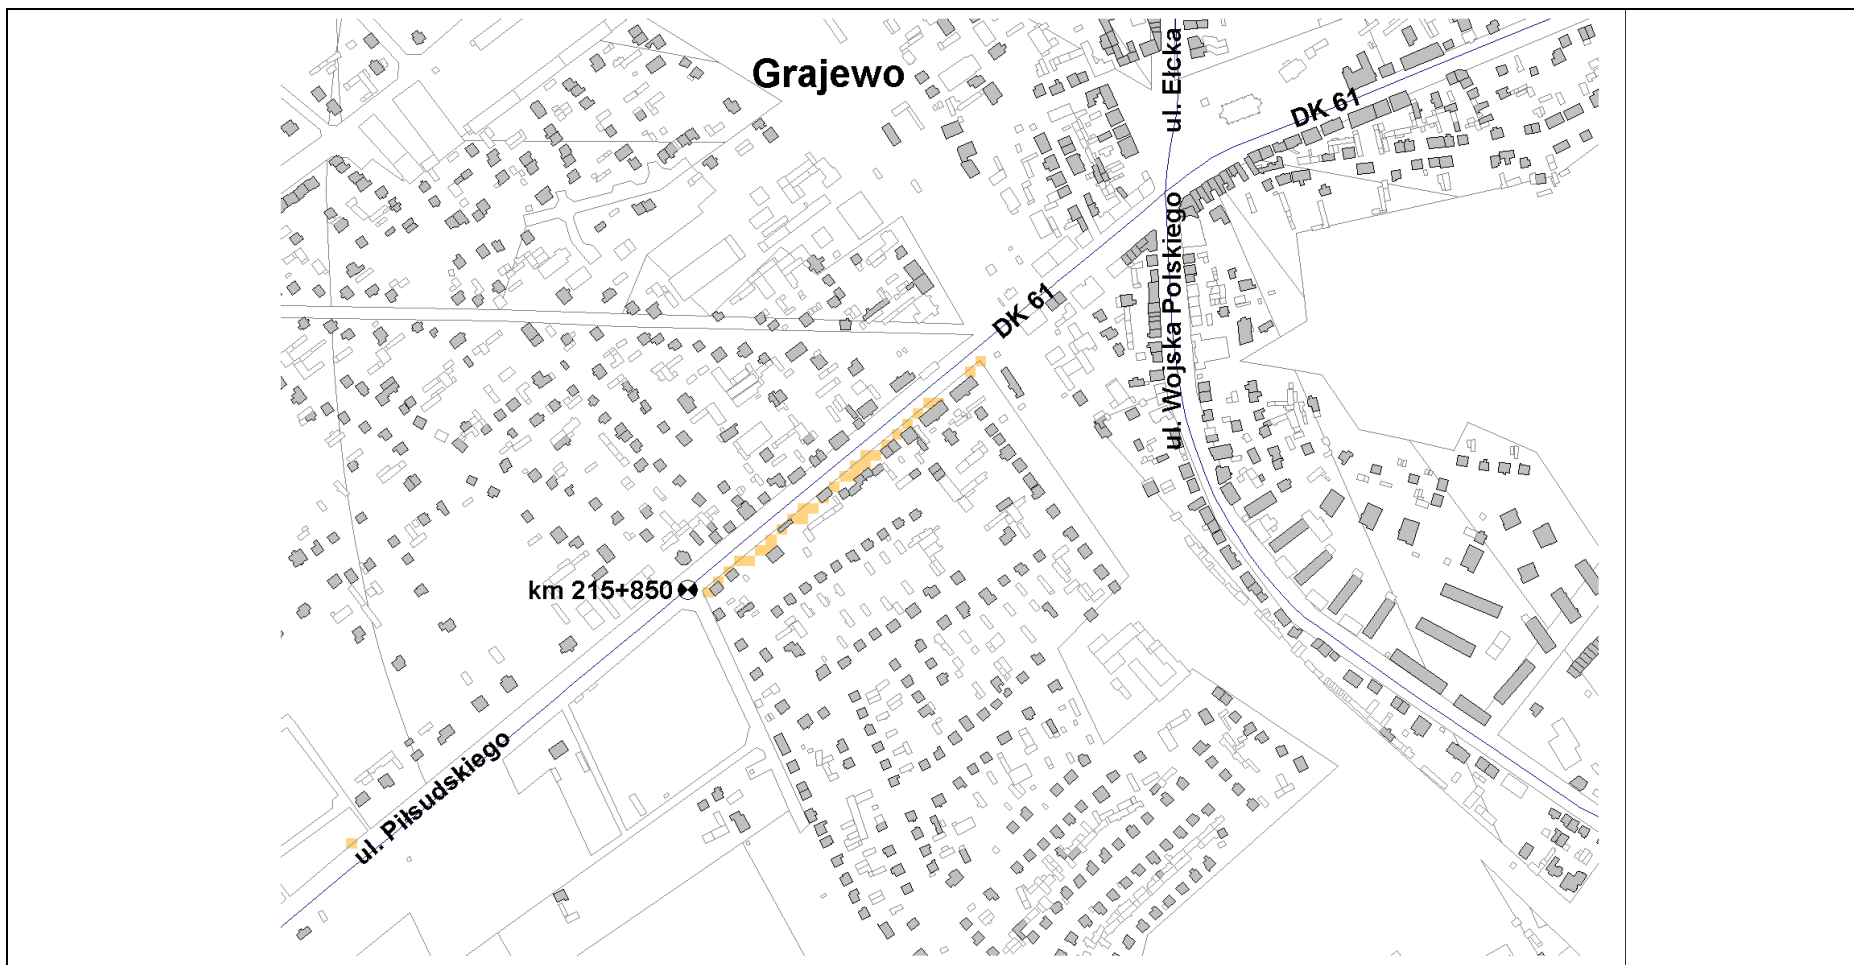 Grajewo
ul. Ełcka
DK 61
ul. Wojska Polskiego
DK 61
km 215+850
ul. Piłsudskiego